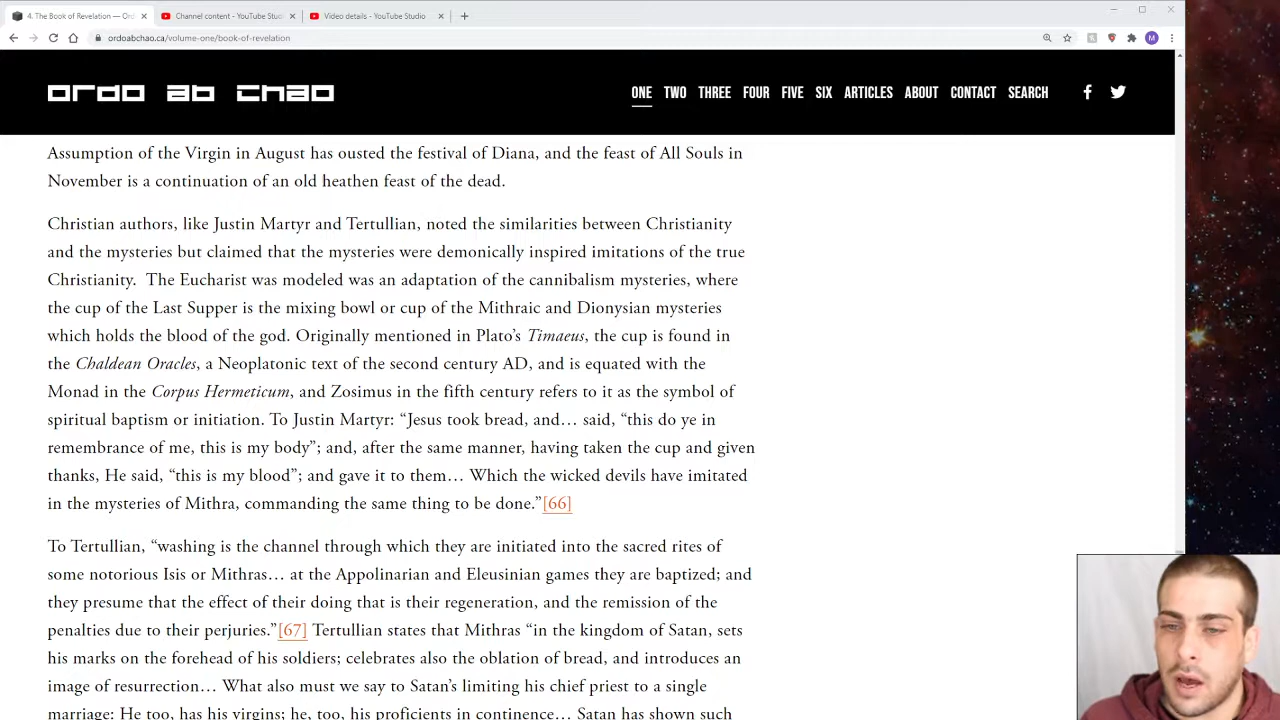 4. The Book of Revelation — Ord
Channel content - YouTube Stud
Video details - YouTube Studio
ordoabchao.ca/volume-one/book-of-revelation
M
ordo ab chao
ONE TWO THREE FOUR FIVE SIX ARTICLES ABOUT CONTACT SEARCH
Assumption of the Virgin in August has ousted the festival of Diana, and the feast of All Souls in
November is a continuation of an old heathen feast of the dead.
Christian authors, like Justin Martyr and Tertullian, noted the similarities between Christianity
and the mysteries but claimed that the mysteries were demonically inspired imitations of the true
Christianity.  The Eucharist was modeled was an adaptation of the cannibalism mysteries, where
the cup of the Last Supper is the mixing bowl or cup of the Mithraic and Dionysian mysteries
which holds the blood of the god. Originally mentioned in Plato’s Timaeus, the cup is found in
the Chaldean Oracles, a Neoplatonic text of the second century AD, and is equated with the
Monad in the Corpus Hermeticum, and Zosimus in the fifth century refers to it as the symbol of
spiritual baptism or initiation. To Justin Martyr: “Jesus took bread, and… said, “this do ye in
remembrance of me, this is my body”; and, after the same manner, having taken the cup and given
thanks, He said, “this is my blood”; and gave it to them… Which the wicked devils have imitated
in the mysteries of Mithra, commanding the same thing to be done.”[66]
To Tertullian, “washing is the channel through which they are initiated into the sacred rites of
some notorious Isis or Mithras… at the Appolinarian and Eleusinian games they are baptized; and
they presume that the effect of their doing that is their regeneration, and the remission of the
penalties due to their perjuries.”[67] Tertullian states that Mithras “in the kingdom of Satan, sets
his marks on the forehead of his soldiers; celebrates also the oblation of bread, and introduces an
image of resurrection… What also must we say to Satan’s limiting his chief priest to a single
marriage: He too, has his virgins; he, too, his proficients in continence… Satan has shown such